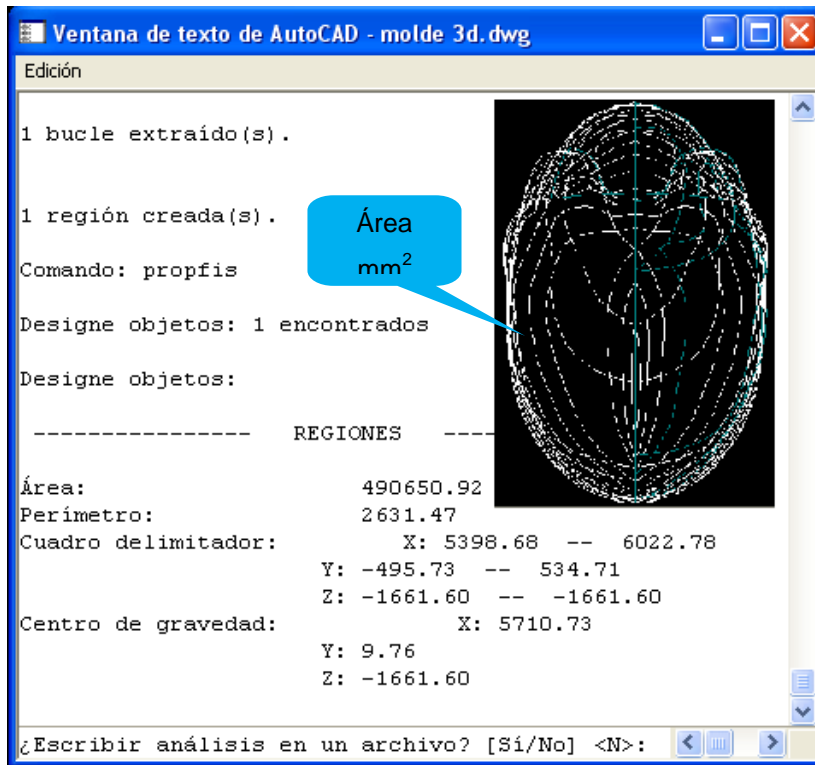 Ventana de texto de AutoCAD - molde 3d.dwg
Edición
1 bucle extraído(s).
1 región creada(s).
Área
mm²
Comando: propfis
Designe objetos: 1 encontrados
Designe objetos:
---------------- REGIONES ----
Área: 490650.92
Perímetro: 2631.47
Cuadro delimitador: X: 5398.68 -- 6022.78
Y: -495.73 -- 534.71
Z: -1661.60 -- -1661.60
Centro de gravedad: X: 5710.73
Y: 9.76
Z: -1661.60
¿Escribir análisis en un archivo? [Sí/No] <N>: